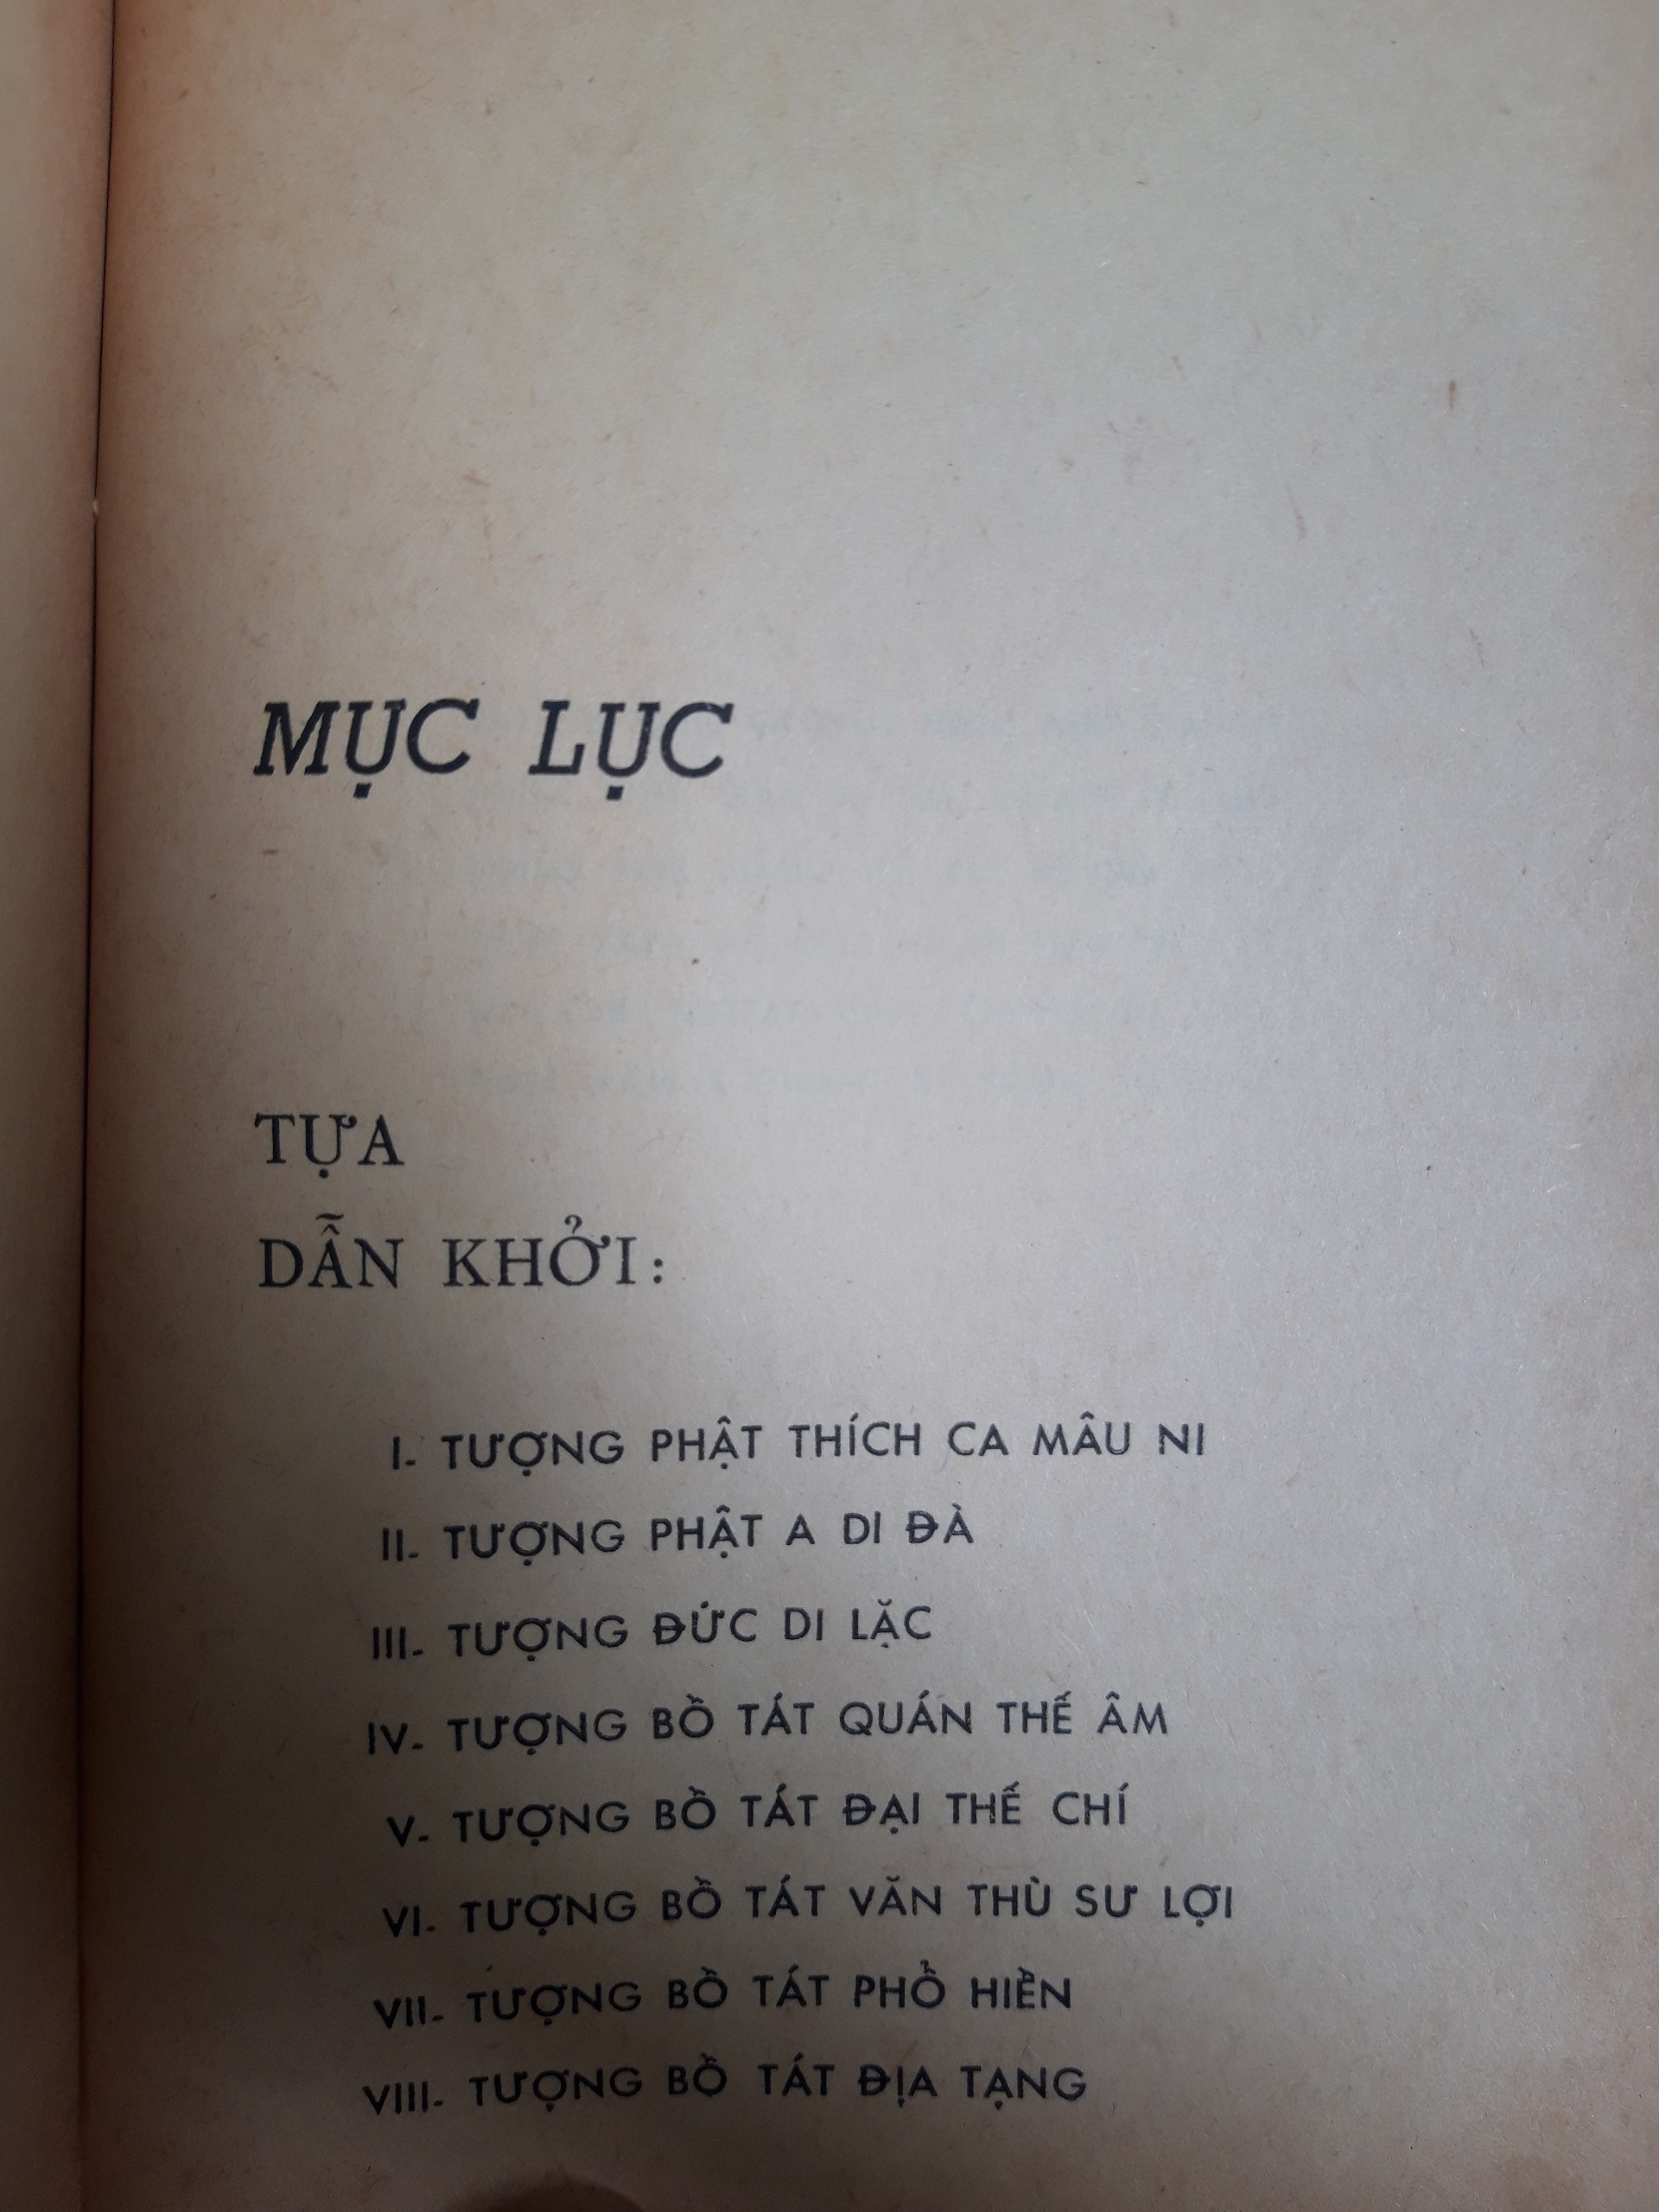 MỤC LỤC
TỰA
DẪN KHỞI:
I- TƯỢNG PHẬT THÍCH CA MÂU NI
II- TƯỢNG PHẬT A DI ĐÀ
III- TƯỢNG ĐỨC DI LẶC
IV- TƯỢNG BỒ TÁT QUÁN THẾ ÂM
V- TƯỢNG BỒ TÁT ĐẠI THẾ CHÍ
VI- TƯỢNG BỒ TÁT VĂN THÙ SƯ LỢI
VII- TƯỢNG BỒ TÁT PHỔ HIỀN
VIII- TƯỢNG BỒ TÁT ĐỊA TẠNG